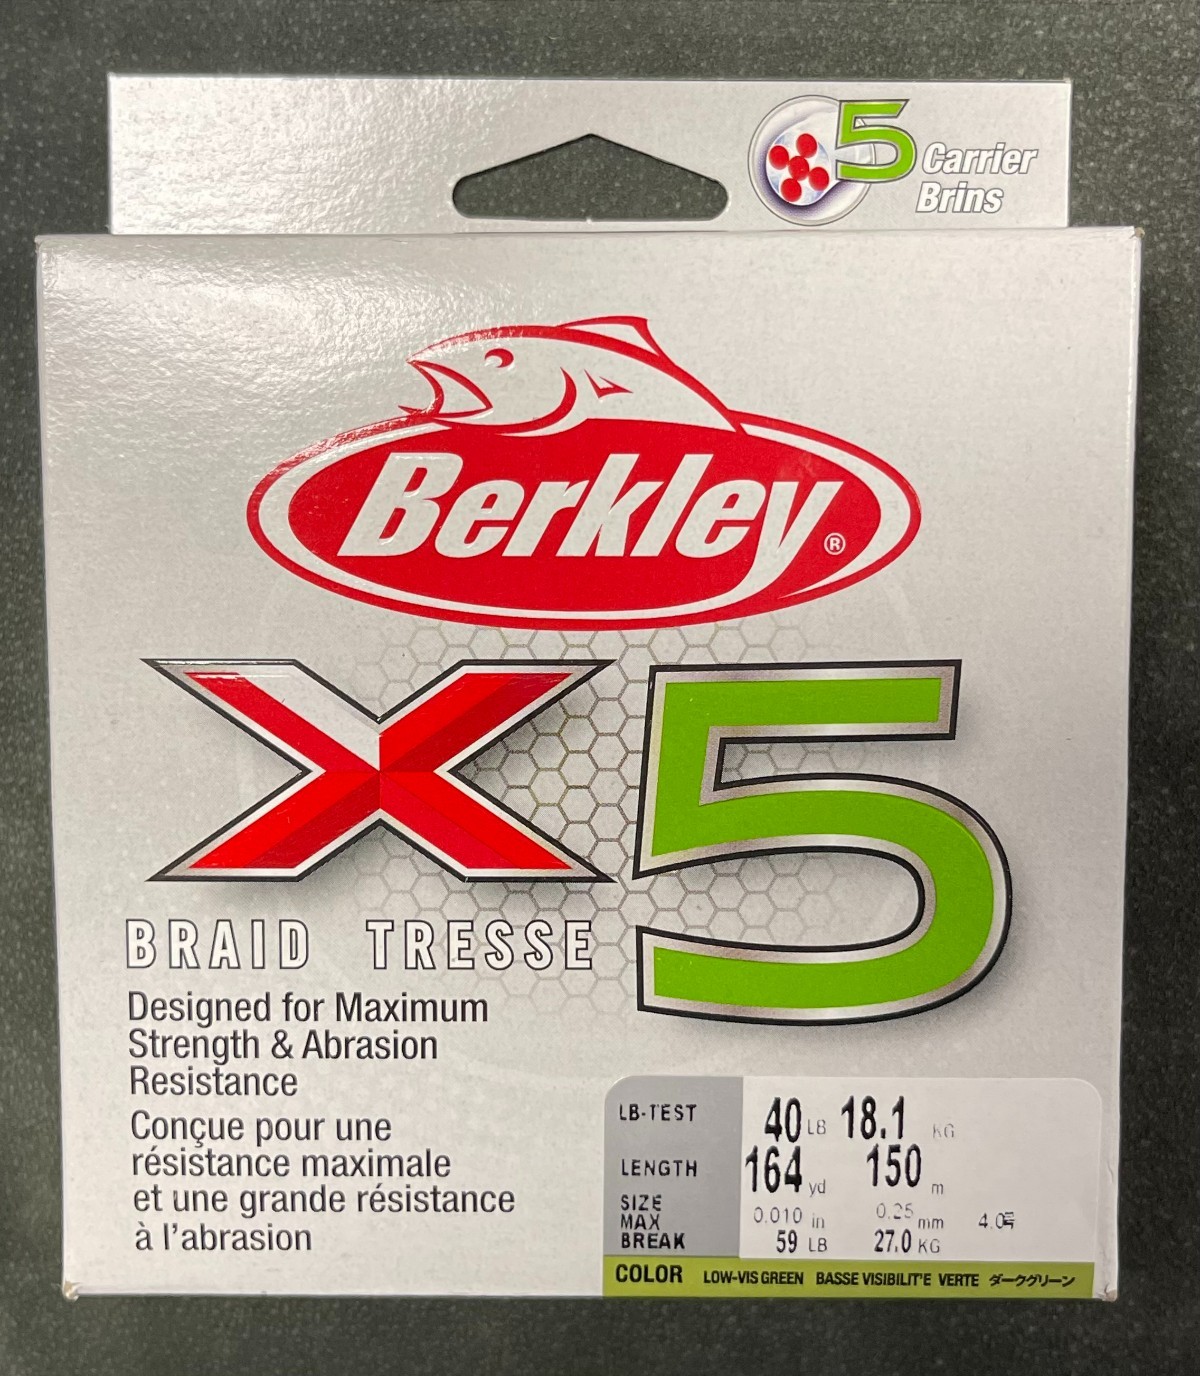 5 Carrier
Brins
Berkley®
X5
BRAID TRESSE
Designed for Maximum
Strength & Abrasion
Resistance
Conçue pour une
résistance maximale
et une grande résistance
à l'abrasion
LB-TEST 40 LB 18.1 KG
LENGTH 164 yd 150 m
SIZE 0.010 in 0.25 mm 4.0号
MAX
BREAK 59 LB 27.0 KG
COLOR LOW-VIS GREEN BASSE VISIBILIT'E VERTE ダークグリーン